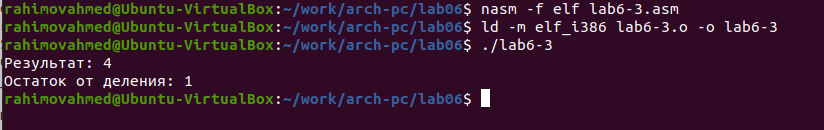 rahimovahmed@Ubuntu-VirtualBox:~/work/arch-pc/lab06$ nasm -f elf lab6-3.asm
rahimovahmed@Ubuntu-VirtualBox:~/work/arch-pc/lab06$ ld -m elf_i386 lab6-3.o -o lab6-3
rahimovahmed@Ubuntu-VirtualBox:~/work/arch-pc/lab06$ ./lab6-3
Результат: 4
Остаток от деления: 1
rahimovahmed@Ubuntu-VirtualBox:~/work/arch-pc/lab06$